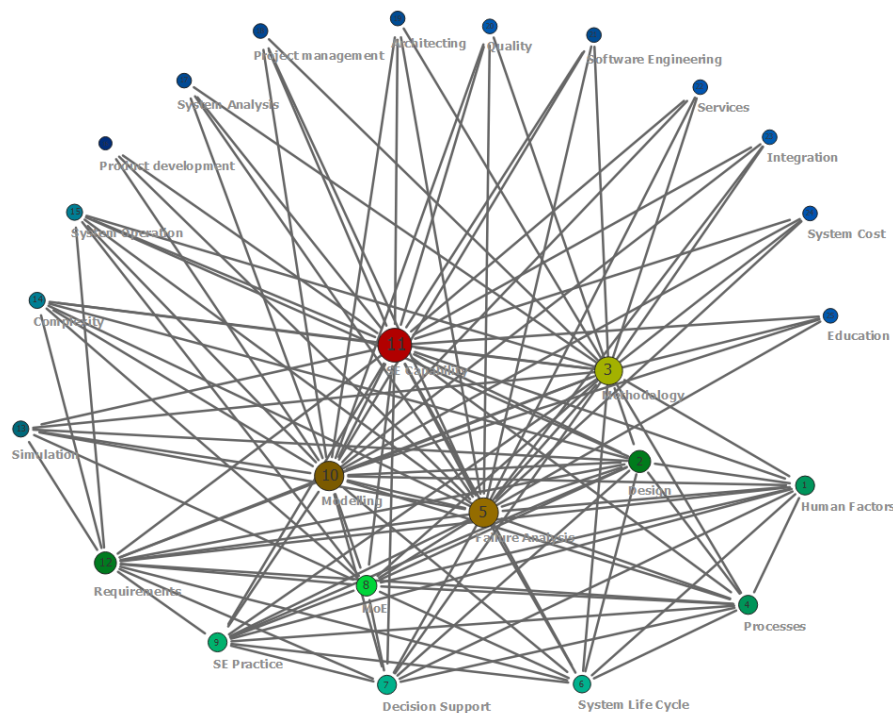 Architecting
Quality
Project management
Software Engineering
System Analysis
Services
Integration
Product development
15
System Operation
System Cost
14
Complexity
Education
11
SE Capability
3
Methodology
13
Simulation
2
Design
10
Modelling
1
Human Factors
5
Failure Analysis
12
Requirements
8
MoE
4
Processes
9
SE Practice
7
Decision Support
6
System Life Cycle